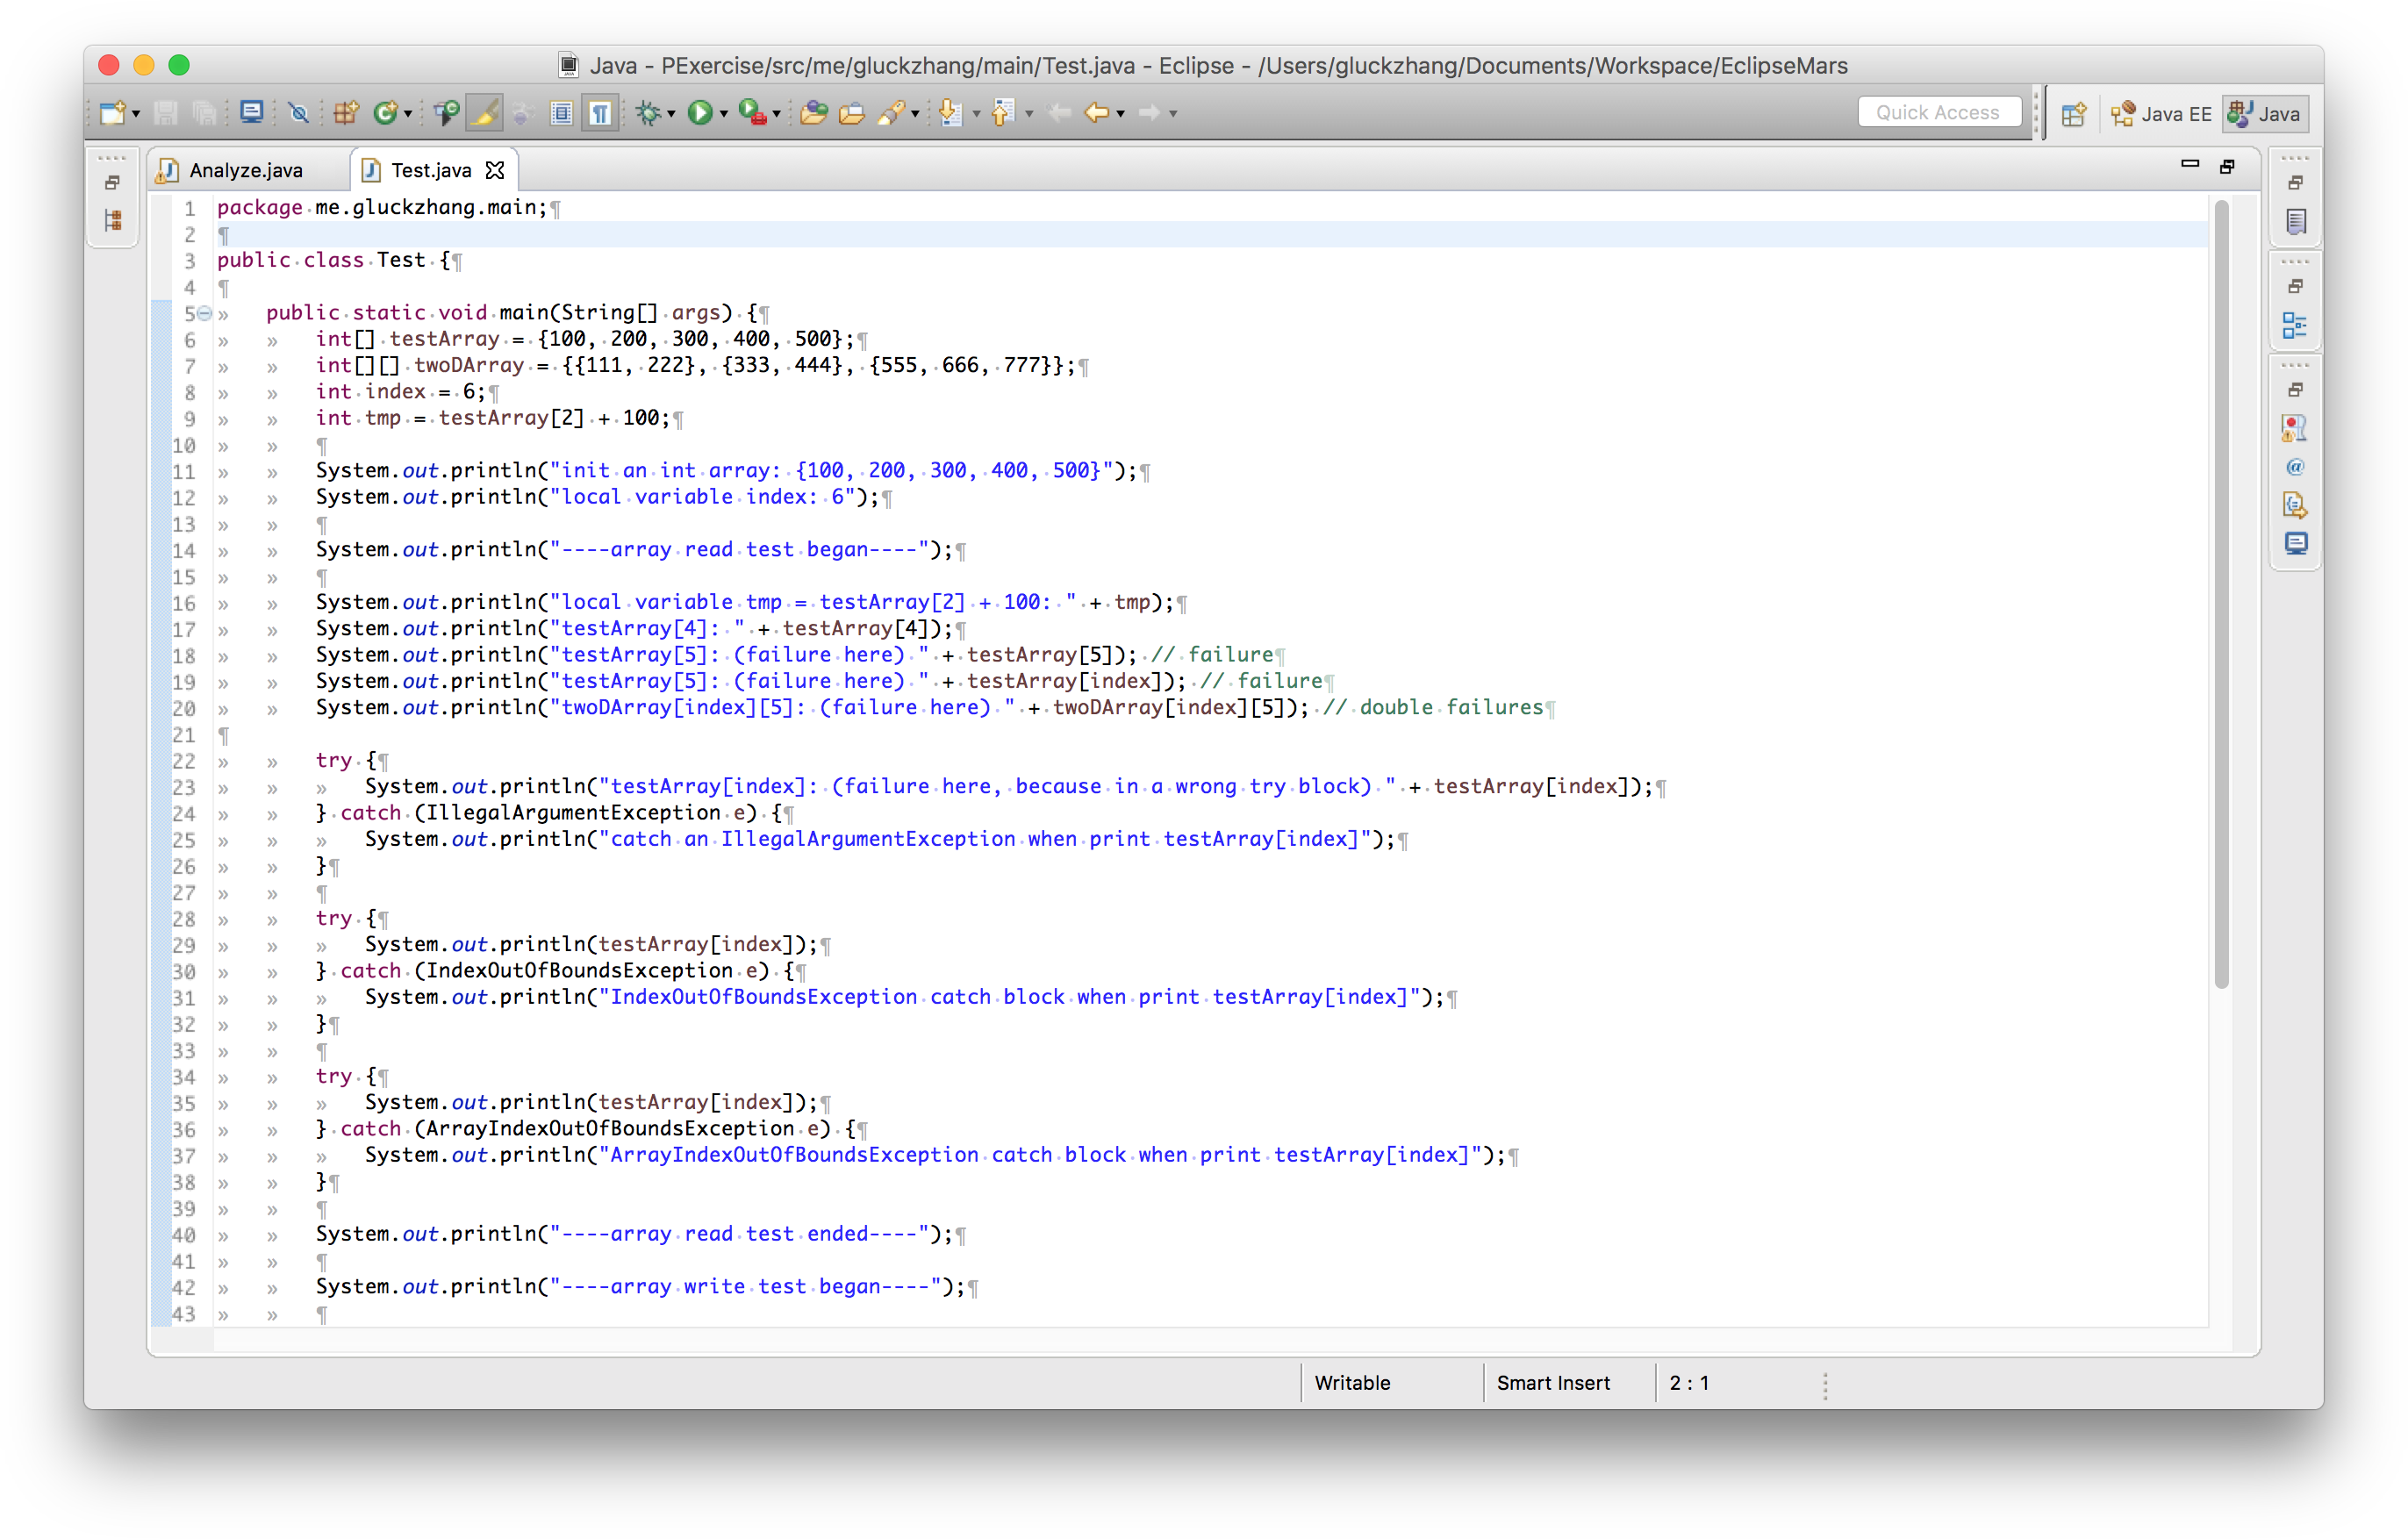 Java - PExercise/src/me/gluckzhang/main/Test.java - Eclipse - /Users/gluckzhang/Documents/Workspace/EclipseMars
Quick Access
Java EE
Java
Analyze.java
Test.java
1 package me.gluckzhang.main;
2
3 public class Test {
4
5 public static void main(String[] args) {
6 int[] testArray = {100, 200, 300, 400, 500};
7 int[][] twoDArray = {{111, 222}, {333, 444}, {555, 666, 777}};
8 int index = 6;
9 int tmp = testArray[2] + 100;
10
11 System.out.println("init an int array: {100, 200, 300, 400, 500}");
12 System.out.println("local variable index: 6");
13
14 System.out.println("----array read test began----");
15
16 System.out.println("local variable tmp = testArray[2] + 100: " + tmp);
17 System.out.println("testArray[4]: " + testArray[4]);
18 System.out.println("testArray[5]: (failure here) " + testArray[5]); // failure
19 System.out.println("testArray[5]: (failure here) " + testArray[index]); // failure
20 System.out.println("twoDArray[index][5]: (failure here) " + twoDArray[index][5]); // double failures
21
22 try {
23 System.out.println("testArray[index]: (failure here, because in a wrong try block) " + testArray[index]);
24 } catch (IllegalArgumentException e) {
25 System.out.println("catch an IllegalArgumentException when print testArray[index]");
26 }
27
28 try {
29 System.out.println(testArray[index]);
30 } catch (IndexOutOfBoundsException e) {
31 System.out.println("IndexOutOfBoundsException catch block when print testArray[index]");
32 }
33
34 try {
35 System.out.println(testArray[index]);
36 } catch (ArrayIndexOutOfBoundsException e) {
37 System.out.println("ArrayIndexOutOfBoundsException catch block when print testArray[index]");
38 }
39
40 System.out.println("----array read test ended----");
41
42 System.out.println("----array write test began----");
43
Writable
Smart Insert
2 : 1